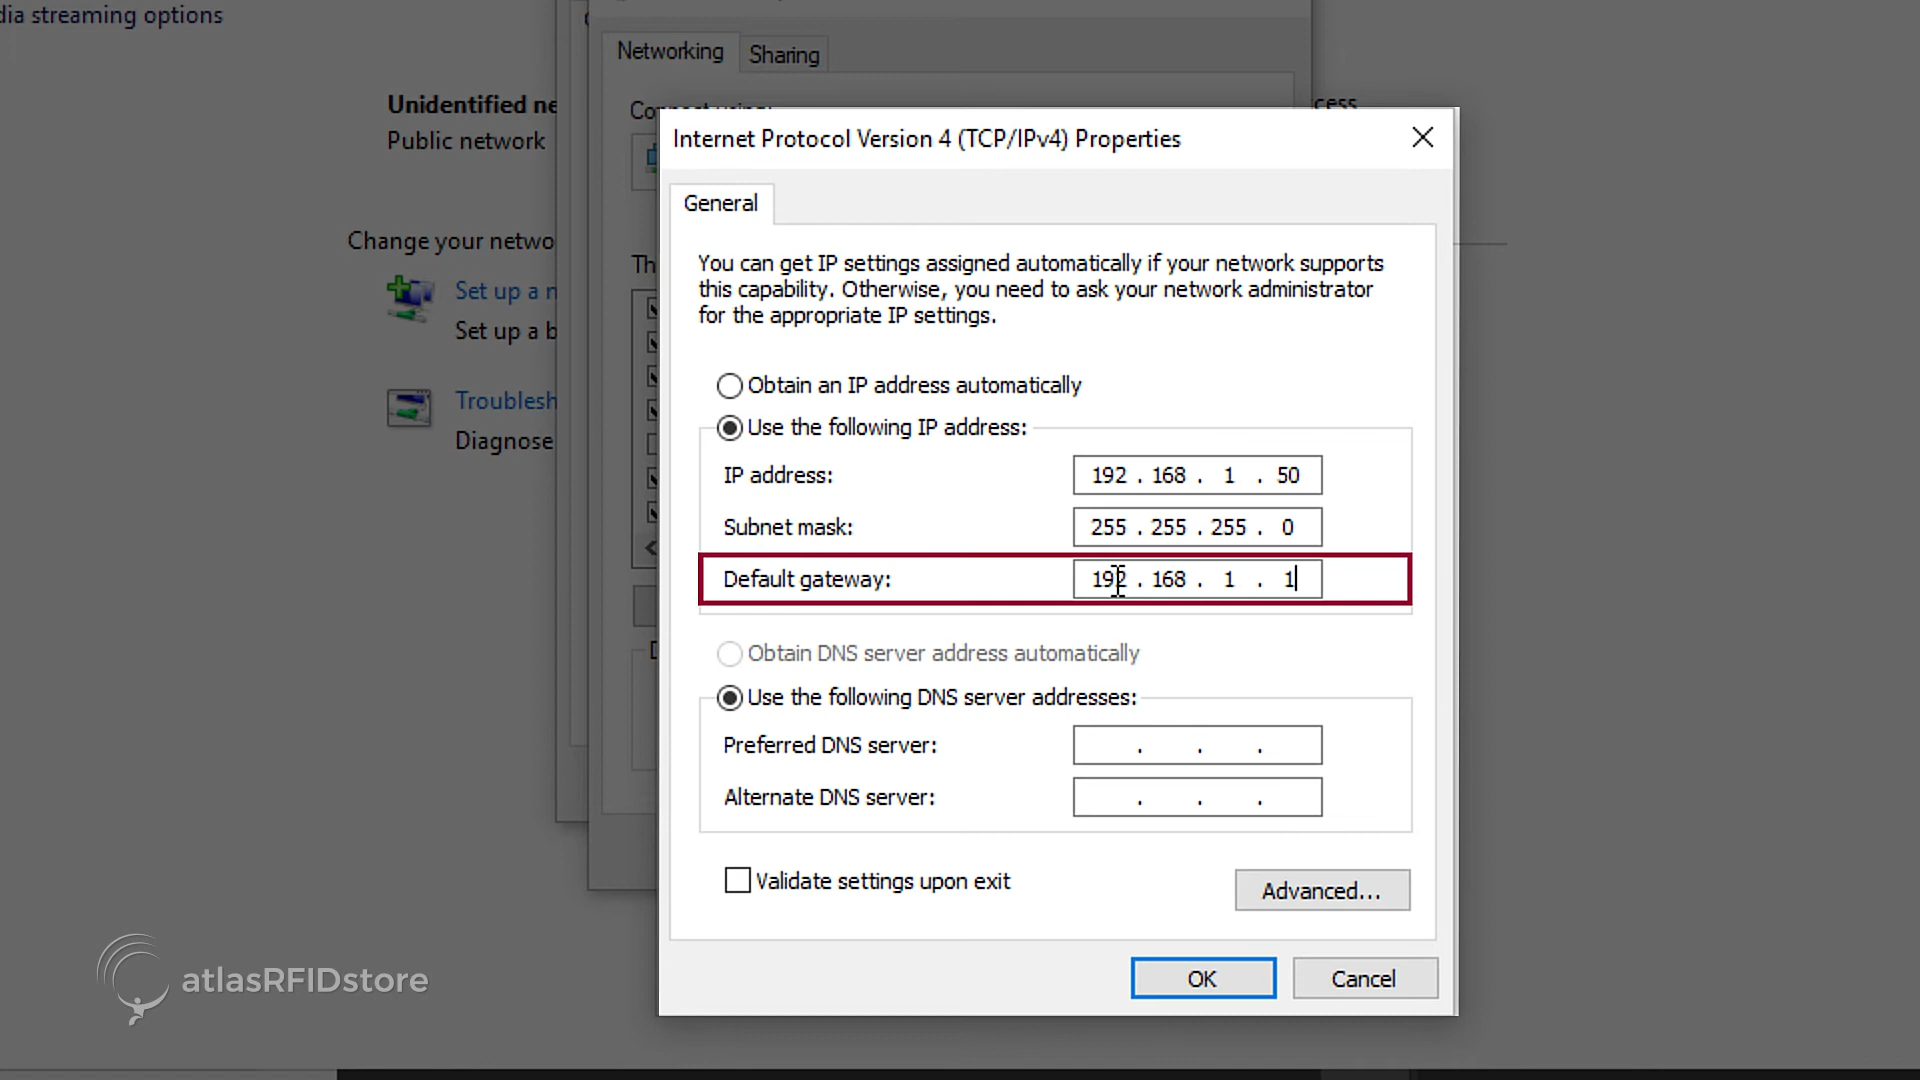 dia streaming options
Networking
Sharing
Unidentified
Public network
Internet Protocol Version 4 (TCP/IPv4) Properties
General
Change your
You can get IP settings assigned automatically if your network supports
this capability. Otherwise, you need to ask your network administrator
for the appropriate IP settings.
Set up a
Set up a
Obtain an IP address automatically
Use the following IP address:
Diagnose
IP address:
192 . 168 . 1 . 50
Subnet mask:
255 . 255 . 255 . 0
Default gateway:
192 . 168 . 1 . 1
Obtain DNS server address automatically
Use the following DNS server addresses:
Preferred DNS server:
. . .
Alternate DNS server:
. . .
Validate settings upon exit
Advanced...
OK
Cancel
atlasRFIDstore